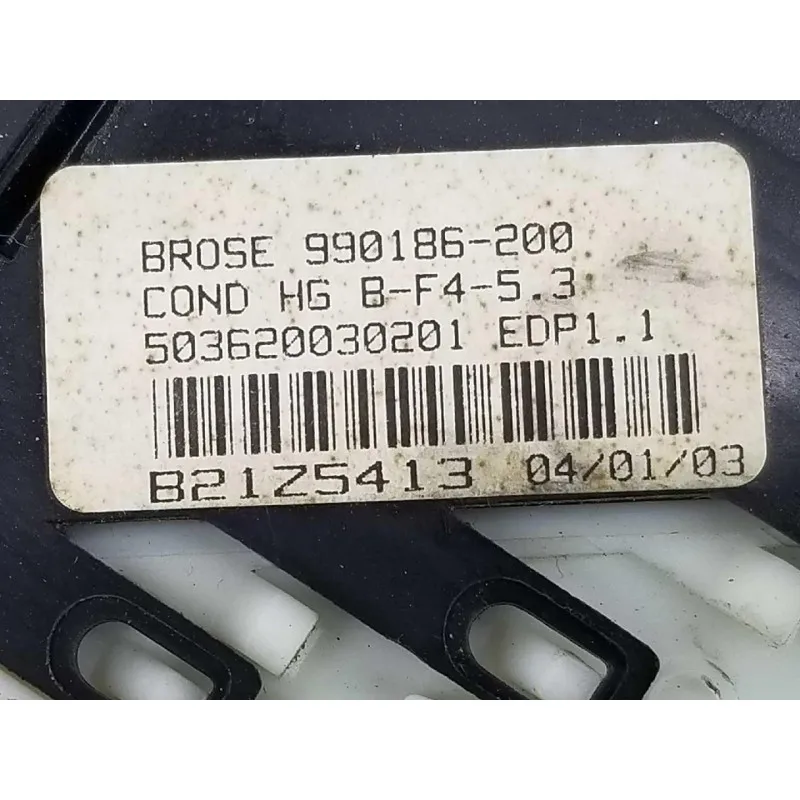 BROSE 990186-200
COND HG B-F4-5.3
503620030201 EDP1.1
B21Z5413 04/01/03